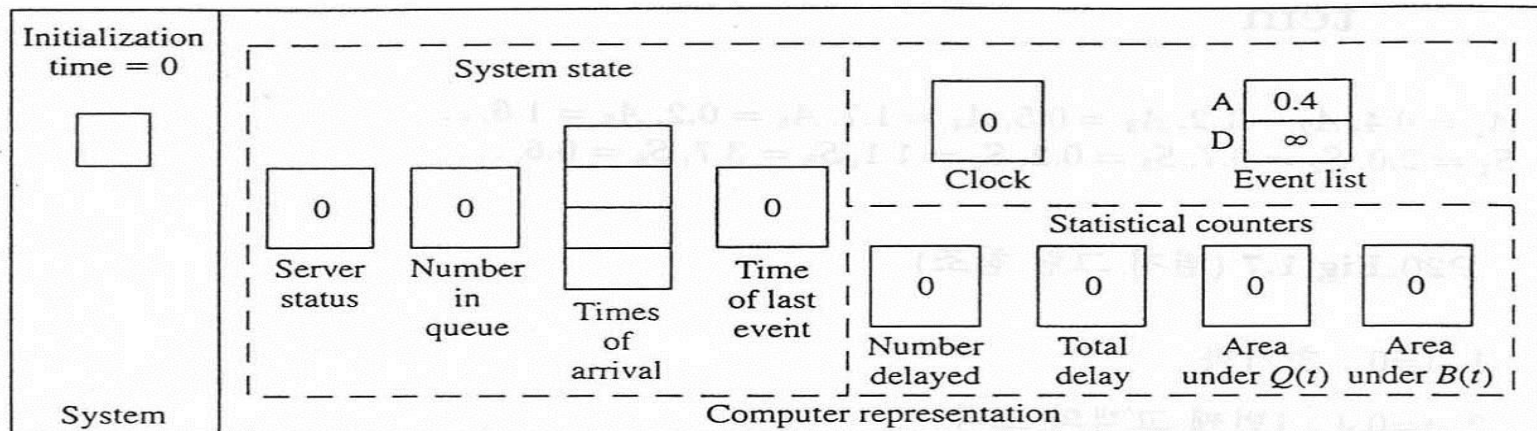 Initialization
time = 0
System
System state
0
Server
status
0
Number
in
queue
Times
of
arrival
0
Time
of last
event
0
Clock
A 0.4
D ∞
Event list
Statistical counters
0
Number
delayed
0
Total
delay
0
Area
under Q(t)
0
Area
under B(t)
Computer representation